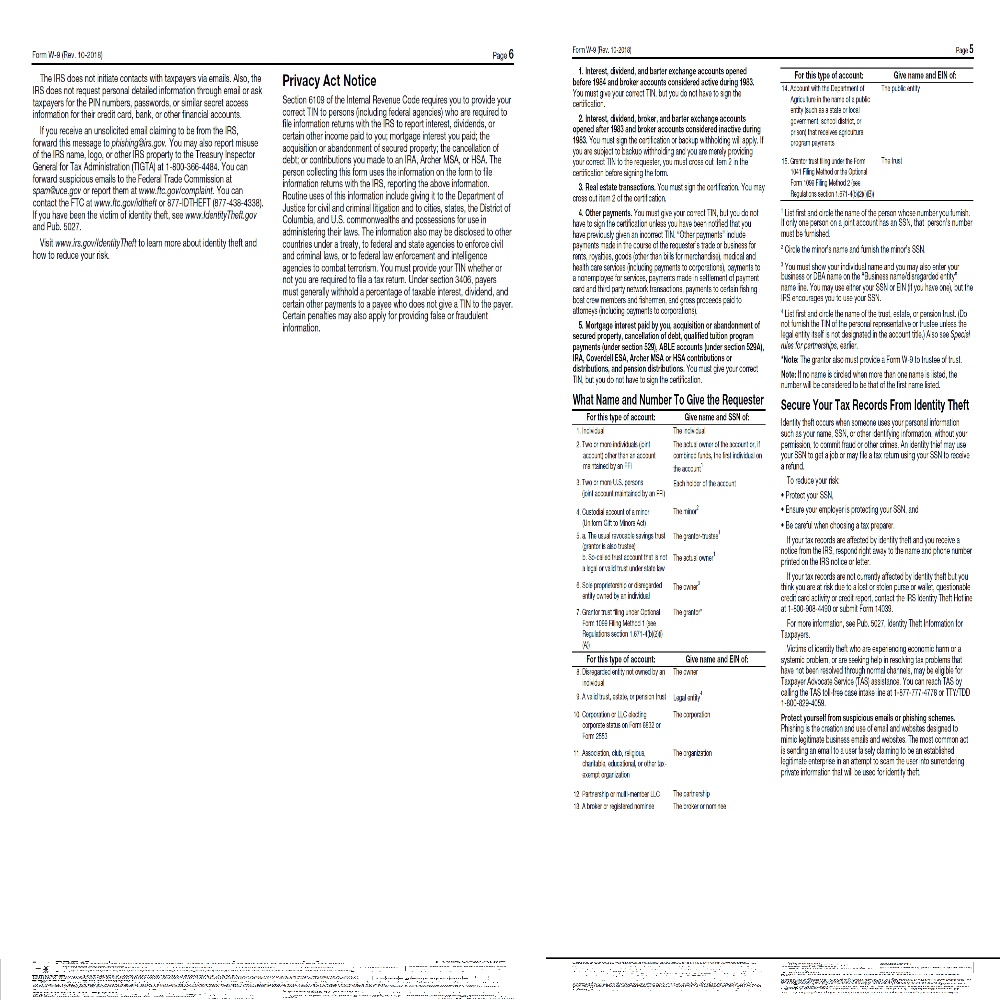 Form W-9 (Rev. 10-2018)
Page 6
The IRS does not initiate contacts with taxpayers via emails. Also, the
IRS does not request personal detailed information through email or ask
taxpayers for the PIN numbers, passwords, or similar secret access
information for their credit card, bank, or other financial accounts.
If you receive an unsolicited email claiming to be from the IRS,
forward this message to phishing@irs.gov. You may also report misuse
of the IRS name, logo, or other IRS property to the Treasury Inspector
General for Tax Administration (TIGTA) at 1-800-366-4484. You can
forward suspicious emails to the Federal Trade Commission at
spam@uce.gov or report them at www.ftc.gov/complaint. You can
contact the FTC at www.ftc.gov/idtheft or 877-IDTHEFT (877-438-4338).
If you have been the victim of identity theft, see www.IdentityTheft.gov
and Pub. 5027.
Visit www.irs.gov/IdentityTheft to learn more about identity theft and
how to reduce your risk.
Privacy Act Notice
Section 6109 of the Internal Revenue Code requires you to provide your
correct TIN to persons (including federal agencies) who are required to
file information returns with the IRS to report interest, dividends, or
certain other income paid to you; mortgage interest you paid; the
acquisition or abandonment of secured property; the cancellation of
debt; or contributions you made to an IRA, Archer MSA, or HSA. The
person collecting this form uses the information on the form to file
information returns with the IRS, reporting the above information.
Routine uses of this information include giving it to the Department of
Justice for civil and criminal litigation and to cities, states, the District of
Columbia, and U.S. commonwealths and possessions for use in
administering their laws. The information also may be disclosed to other
countries under a treaty, to federal and state agencies to enforce civil
and criminal laws, or to federal law enforcement and intelligence
agencies to combat terrorism. You must provide your TIN whether or
not you are required to file a tax return. Under section 3406, payers
must generally withhold a percentage of taxable interest, dividend, and
certain other payments to a payee who does not give a TIN to the payer.
Certain penalties may also apply for providing false or fraudulent
information.
Form W-9 (Rev. 10-2018)
Page 5
1. Interest, dividend, and barter exchange accounts opened
before 1984 and broker accounts considered active during 1983.
You must give your correct TIN, but you do not have to sign the
certification.
2. Interest, dividend, broker, and barter exchange accounts
opened after 1983 and broker accounts considered inactive during
1983. You must sign the certification or backup withholding will apply. If
you are subject to backup withholding and you are merely providing
your correct TIN to the requester, you must cross out item 2 in the
certification before signing the form.
3. Real estate transactions. You must sign the certification. You may
cross out item 2 of the certification.
4. Other payments. You must give your correct TIN, but you do not
have to sign the certification unless you have been notified that you
have previously given an incorrect TIN. "Other payments" include
payments made in the course of the requester's trade or business for
rents, royalties, goods (other than bills for merchandise), medical and
health care services (including payments to corporations), payments to
a nonemployee for services, payments made in settlement of payment
card and third party network transactions, payments to certain fishing
boat crew members and fishermen, and gross proceeds paid to
attorneys (including payments to corporations).
5. Mortgage interest paid by you, acquisition or abandonment of
secured property, cancellation of debt, qualified tuition program
payments (under section 529), ABLE accounts (under section 529A),
IRA, Coverdell ESA, Archer MSA or HSA contributions or
distributions, and pension distributions. You must give your correct
TIN, but you do not have to sign the certification.
What Name and Number To Give the Requester
For this type of account: Give name and SSN of:
1. Individual The individual
2. Two or more individuals (joint The actual owner of the account or, if
account) other than an account combined funds, the first individual on
maintained by an FFI the account1
3. Two or more U.S. persons Each holder of the account
(joint account maintained by an FFI)
4. Custodial account of a minor The minor2
(Uniform Gift to Minors Act)
5. a. The usual revocable savings trust The grantor-trustee1
(grantor is also trustee)
b. So-called trust account that is not The actual owner1
a legal or valid trust under state law
6. Sole proprietorship or disregarded The owner3
entity owned by an individual
7. Grantor trust filing under Optional The grantor*
Form 1099 Filing Method 1 (see
Regulations section 1.671-4(b)(2)(i)
(A))
For this type of account: Give name and EIN of:
8. Disregarded entity not owned by an The owner
individual
9. A valid trust, estate, or pension trust Legal entity4
10. Corporation or LLC electing The corporation
corporate status on Form 8832 or
Form 2553
11. Association, club, religious, The organization
charitable, educational, or other tax-
exempt organization
12. Partnership or multi-member LLC The partnership
13. A broker or registered nominee The broker or nominee
For this type of account: Give name and EIN of:
14. Account with the Department of The public entity
Agriculture in the name of a public
entity (such as a state or local
government, school district, or
prison) that receives agriculture
program payments
15. Grantor trust filing under the Form The trust
1041 Filing Method or the Optional
Form 1099 Filing Method 2 (see
Regulations section 1.671-4(b)(2)(i)(B))
1 List first and circle the name of the person whose number you furnish.
If only one person on a joint account has an SSN, that person's number
must be furnished.
2 Circle the minor's name and furnish the minor's SSN.
3 You must show your individual name and you may also enter your
business or DBA name on the "Business name/disregarded entity"
name line. You may use either your SSN or EIN (if you have one), but the
IRS encourages you to use your SSN.
4 List first and circle the name of the trust, estate, or pension trust. (Do
not furnish the TIN of the personal representative or trustee unless the
legal entity itself is not designated in the account title.) Also see Special
rules for partnerships, earlier.
*Note: The grantor also must provide a Form W-9 to trustee of trust.
Note: If no name is circled when more than one name is listed, the
number will be considered to be that of the first name listed.
Secure Your Tax Records From Identity Theft
Identity theft occurs when someone uses your personal information
such as your name, SSN, or other identifying information, without your
permission, to commit fraud or other crimes. An identity thief may use
your SSN to get a job or may file a tax return using your SSN to receive
a refund.
To reduce your risk:
• Protect your SSN,
• Ensure your employer is protecting your SSN, and
• Be careful when choosing a tax preparer.
If your tax records are affected by identity theft and you receive a
notice from the IRS, respond right away to the name and phone number
printed on the IRS notice or letter.
If your tax records are not currently affected by identity theft but you
think you are at risk due to a lost or stolen purse or wallet, questionable
credit card activity or credit report, contact the IRS Identity Theft Hotline
at 1-800-908-4490 or submit Form 14039.
For more information, see Pub. 5027, Identity Theft Information for
Taxpayers.
Victims of identity theft who are experiencing economic harm or a
systemic problem, or are seeking help in resolving tax problems that
have not been resolved through normal channels, may be eligible for
Taxpayer Advocate Service (TAS) assistance. You can reach TAS by
calling the TAS toll-free case intake line at 1-877-777-4778 or TTY/TDD
1-800-829-4059.
Protect yourself from suspicious emails or phishing schemes.
Phishing is the creation and use of email and websites designed to
mimic legitimate business emails and websites. The most common act
is sending an email to a user falsely claiming to be an established
legitimate enterprise in an attempt to scam the user into surrendering
private information that will be used for identity theft.